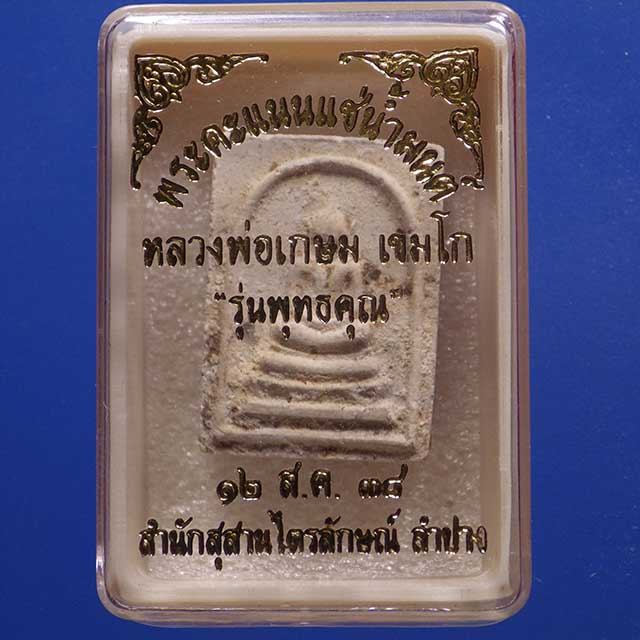 พระคะแนนแช่น้ำมนต์
หลวงพ่อเกษม เขมโก
"รุ่นพุทธคุณ"
๑๒ ส.ค. ๓๘
สำนักสุสานไตรลักษณ์ ลำปาง